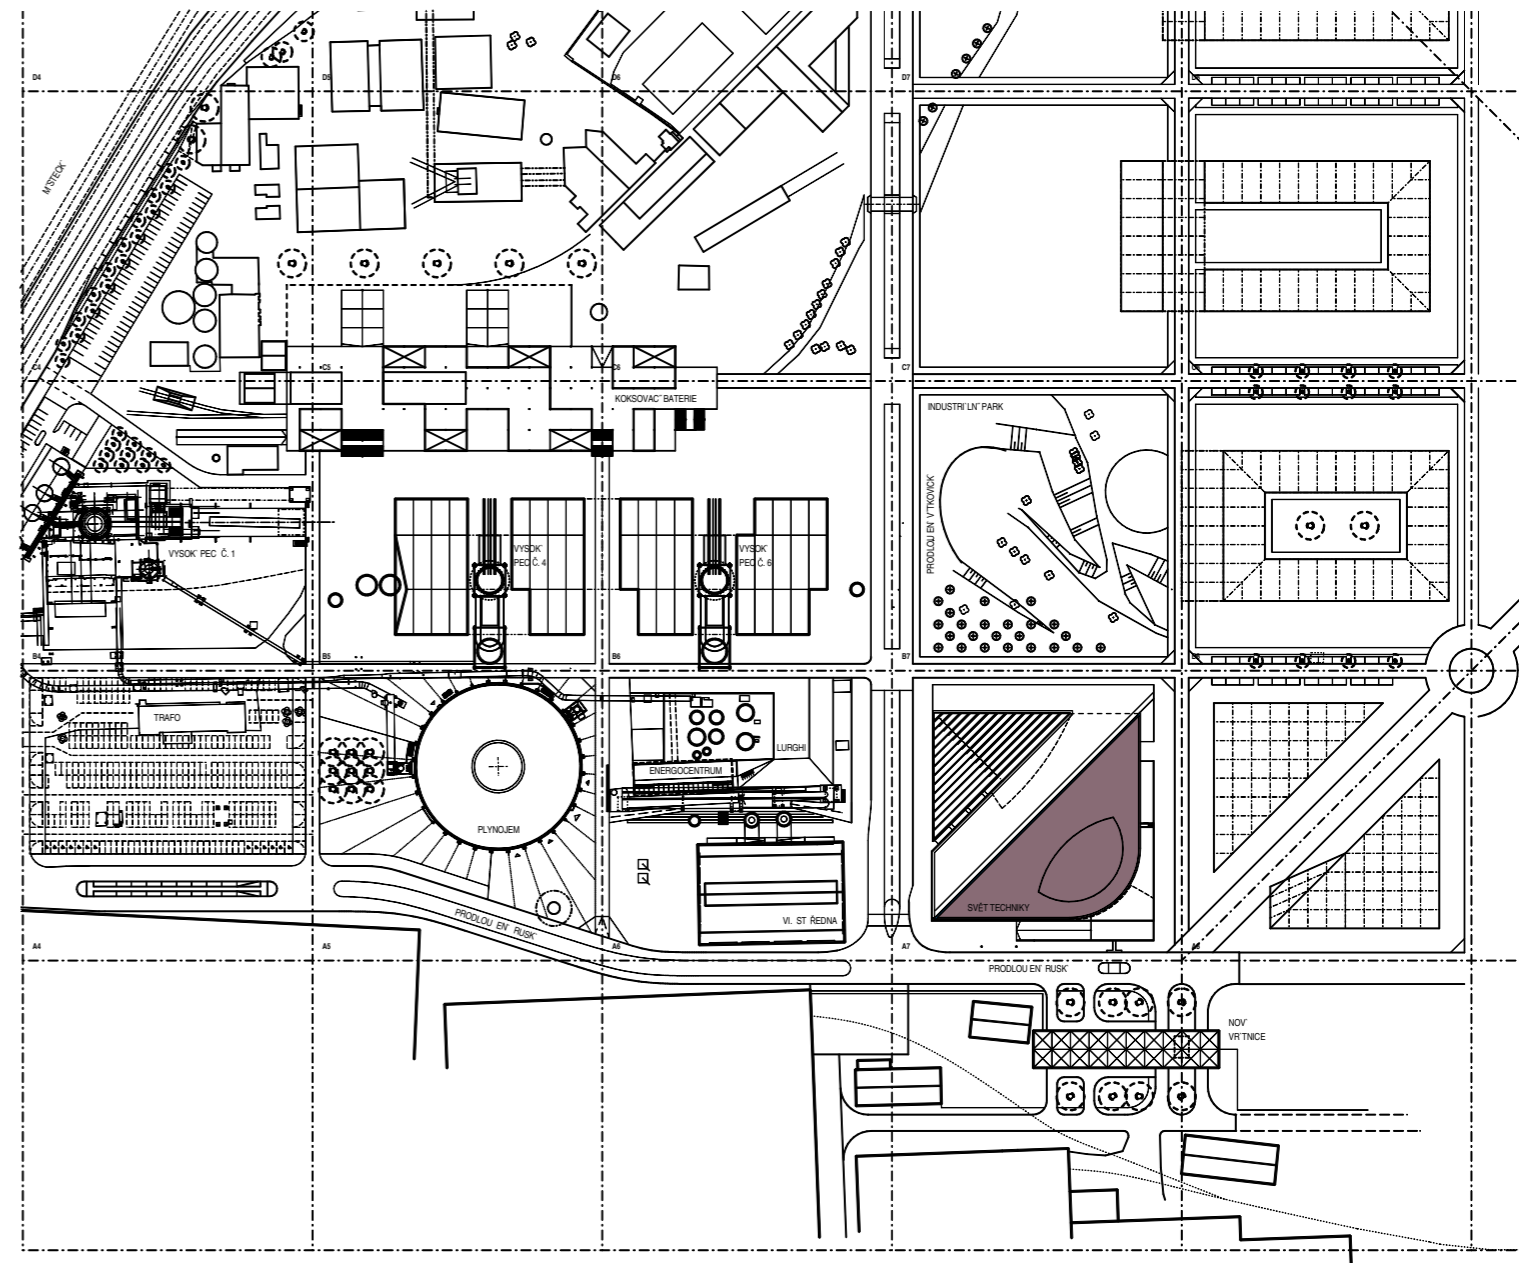 D4
D5
D6
D7
M'STECK'
C4
C5
C6
C7
KOKSOVAC' BATERIE
INDUSTRI'LN' PARK
PRODLOU EN' V'TKOVICK'
VYSOK' PEC Č. 1
VYSOK'
PEC Č. 4
VYSOK'
PEC Č. 6
B4
B5
B6
B7
TRAFO
PLYNOJEM
ENERGOCENTRUM
LURGHI
VI. ST ŘEDNA
SVĚT TECHNIKY
PRODLOU EN' RUSK'
A4
A5
A6
A7
A8
PRODLOU EN' RUSK'
NOV'
VR'TNICE